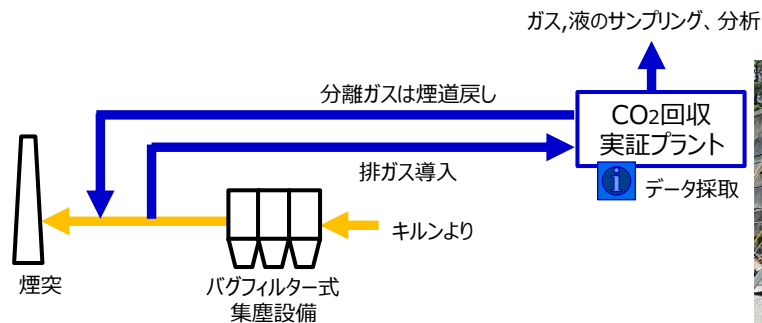 ガス,液のサンプリング、分析
分離ガスは煙道戻し
CO2回収
実証プラント
排ガス導入
データ採取
キルンより
煙突
バグフィルター式
集塵設備